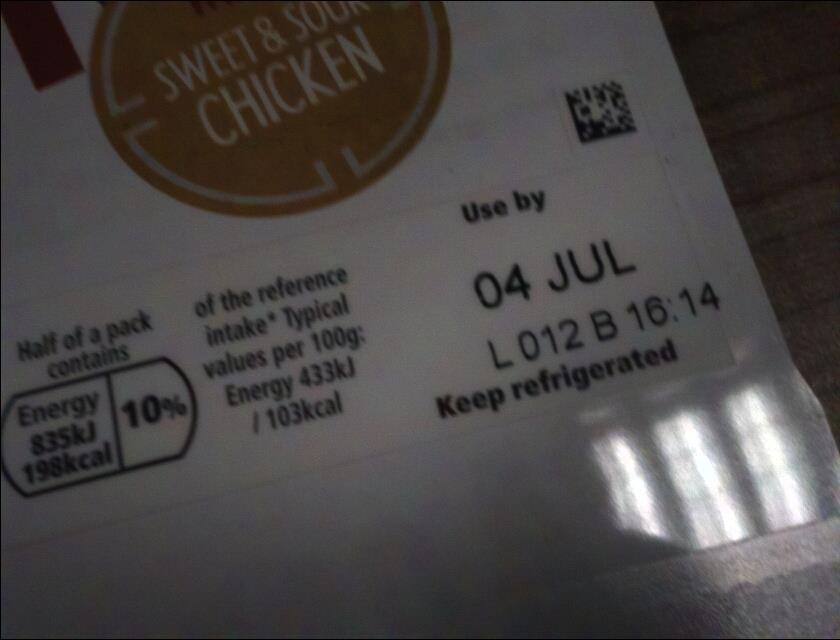 SWEET & SOUR
CHICKEN
Use by
04 JUL
L 012 B 16:14
Keep refrigerated
of the reference
intake* Typical
values per 100g:
Energy 433kJ
/ 103kcal
Half of a pack
contains
Energy
835kJ
198kcal
10%